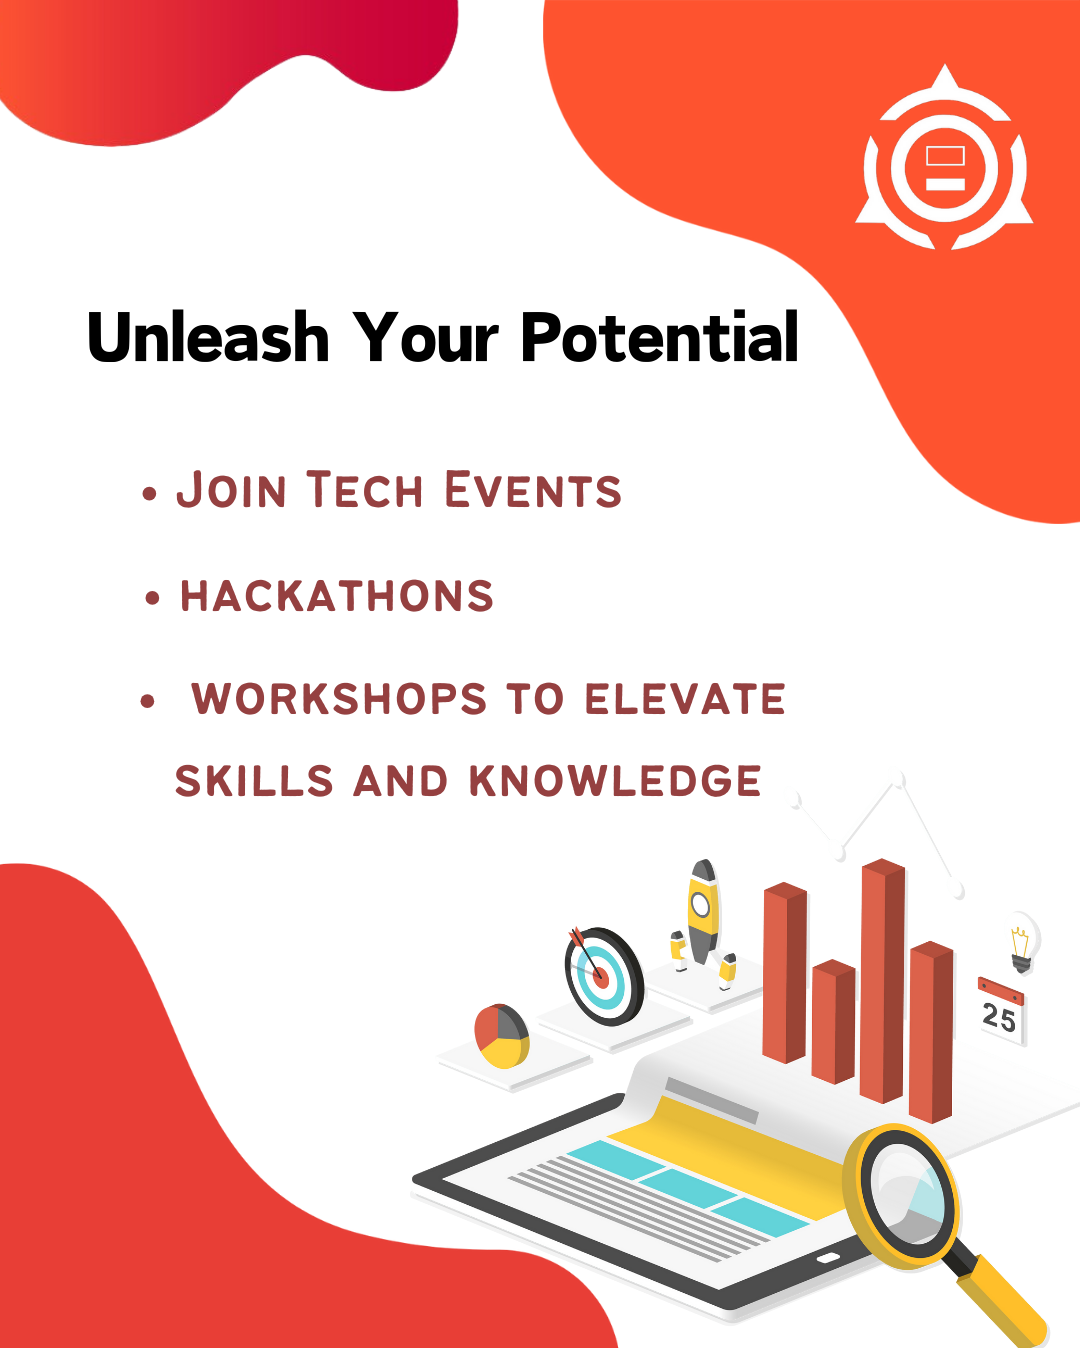 Unleash Your Potential
• Join Tech Events
• HACKATHONS
• WORKSHOPS TO ELEVATE
SKILLS AND KNOWLEDGE
25